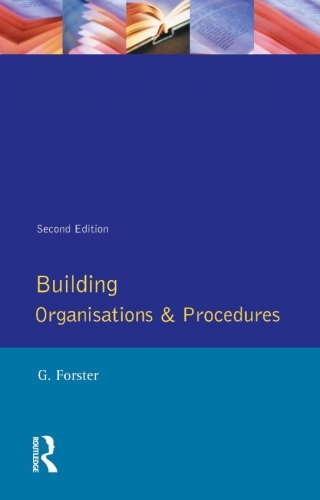 Second Edition
Building
Organisations & Procedures
G. Forster
ROUTLEDGE